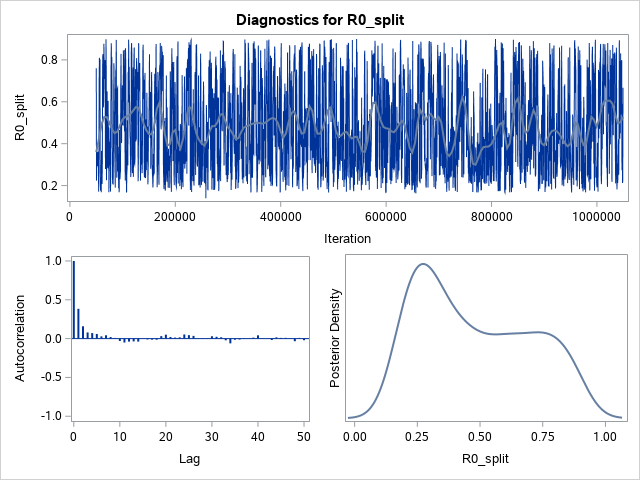 Diagnostics for R0_split
R0_split
0.8
0.6
0.4
0.2
0 200000 400000 600000 800000 1000000
Iteration
Autocorrelation
1.0
0.5
0.0
-0.5
-1.0
0 10 20 30 40 50
Lag
Posterior Density
0.00 0.25 0.50 0.75 1.00
R0_split